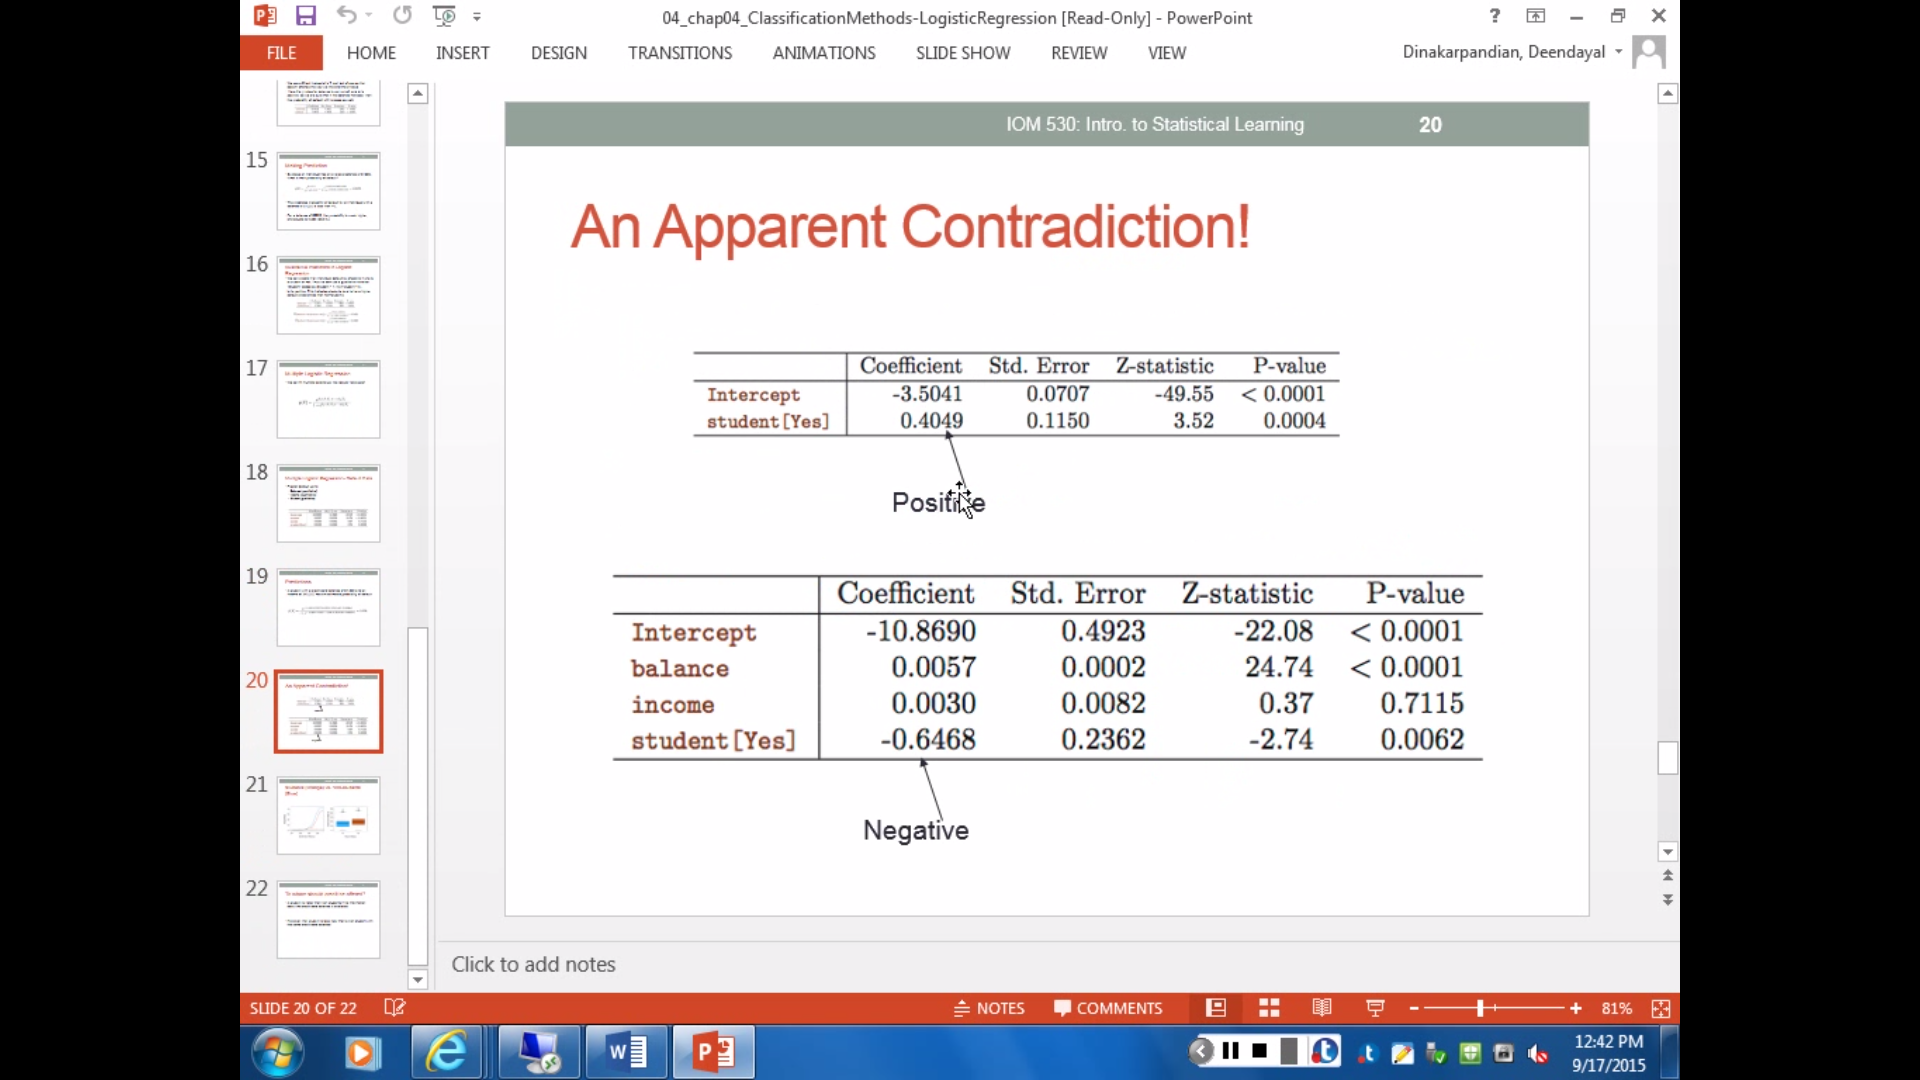 04_chap04_ClassificationMethods-LogisticRegression [Read-Only] - PowerPoint
?
FILE HOME INSERT DESIGN TRANSITIONS ANIMATIONS SLIDE SHOW REVIEW VIEW
Dinakarpandian, Deendayal
15
16
17
18
19
20
21
22
IOM 530: Intro. to Statistical Learning 20
An Apparent Contradiction!
Coefficient Std. Error Z-statistic P-value
Intercept -3.5041 0.0707 -49.55 < 0.0001
student[Yes] 0.4049 0.1150 3.52 0.0004
Positive
Coefficient Std. Error Z-statistic P-value
Intercept -10.8690 0.4923 -22.08 < 0.0001
balance 0.0057 0.0002 24.74 < 0.0001
income 0.0030 0.0082 0.37 0.7115
student[Yes] -0.6468 0.2362 -2.74 0.0062
Negative
Click to add notes
SLIDE 20 OF 22 NOTES COMMENTS 81%
12:42 PM
9/17/2015